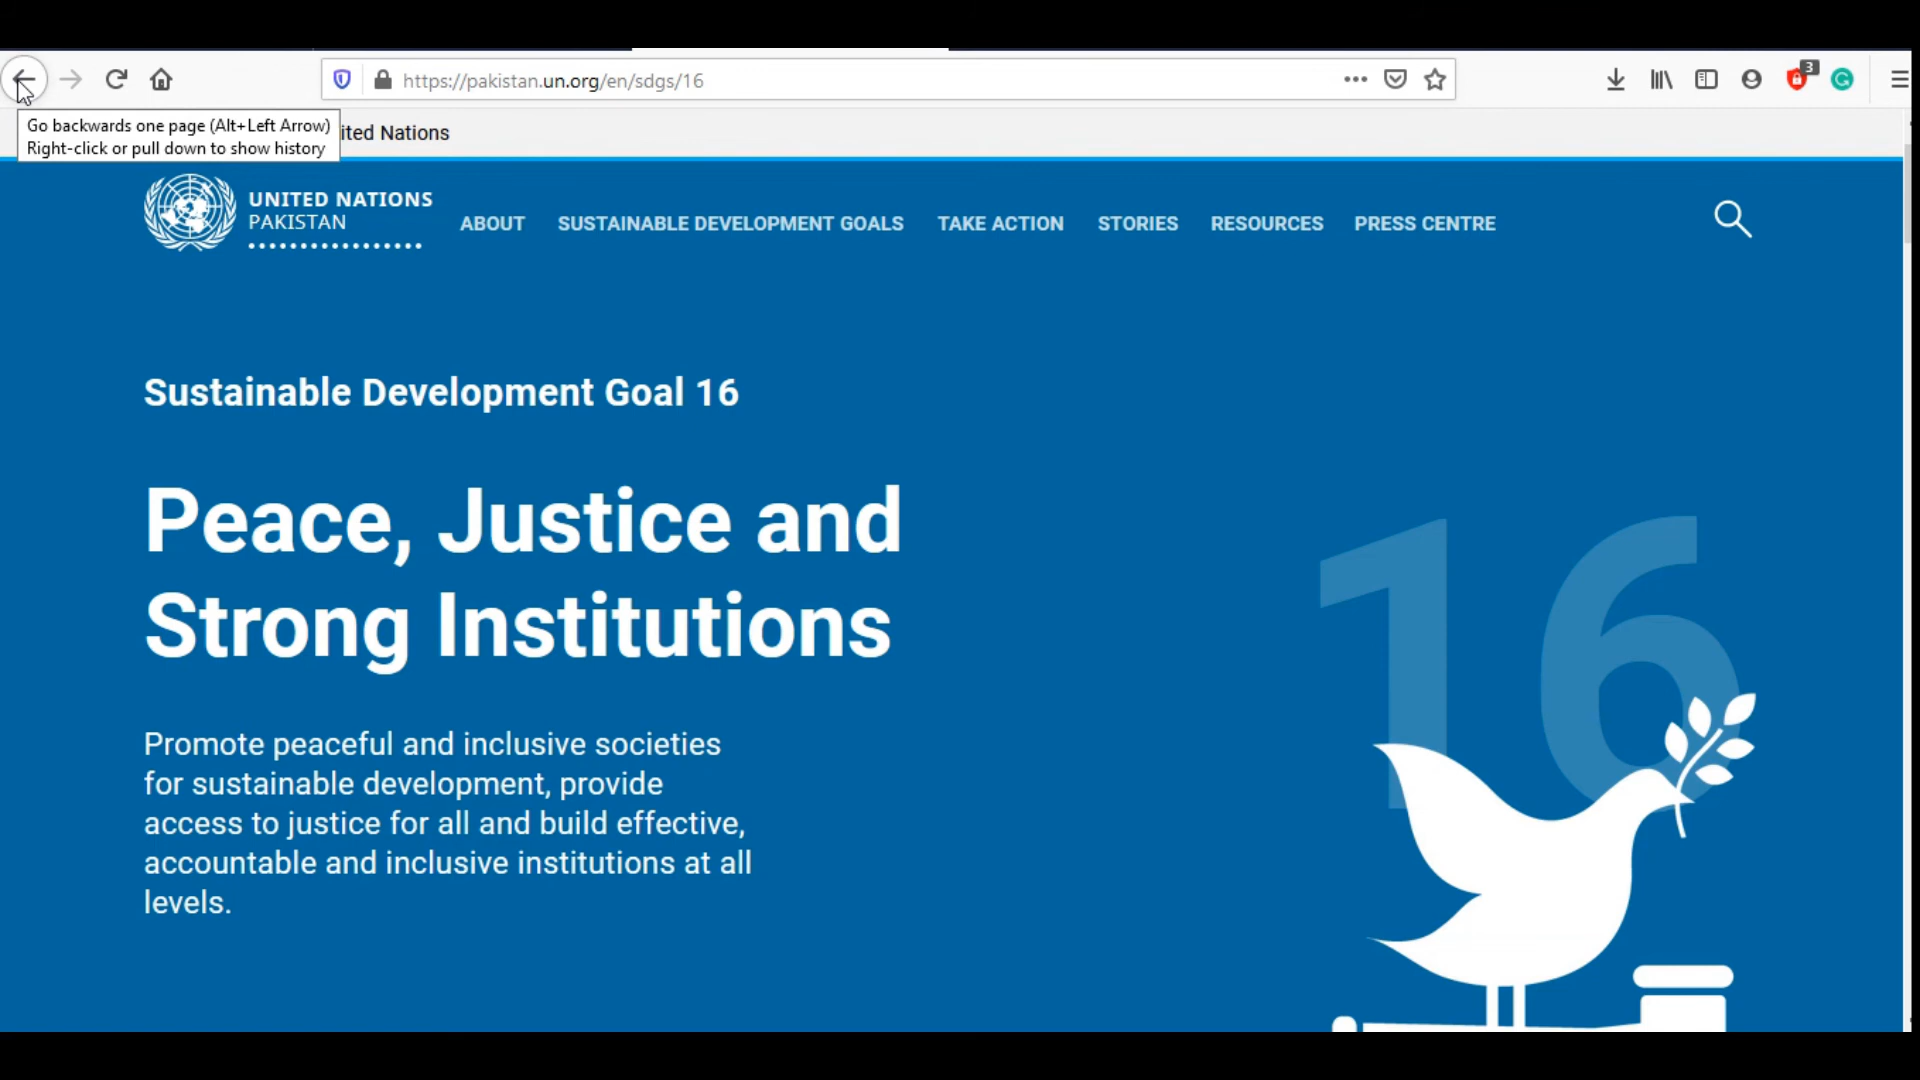 https://pakistan.un.org/en/sdgs/16
3
Go backwards one page (Alt+Left Arrow)
Right-click or pull down to show history
ited Nations
UNITED NATIONS
PAKISTAN
ABOUT SUSTAINABLE DEVELOPMENT GOALS TAKE ACTION STORIES RESOURCES PRESS CENTRE
Sustainable Development Goal 16
Peace, Justice and
Strong Institutions
16
Promote peaceful and inclusive societies
for sustainable development, provide
access to justice for all and build effective,
accountable and inclusive institutions at all
levels.